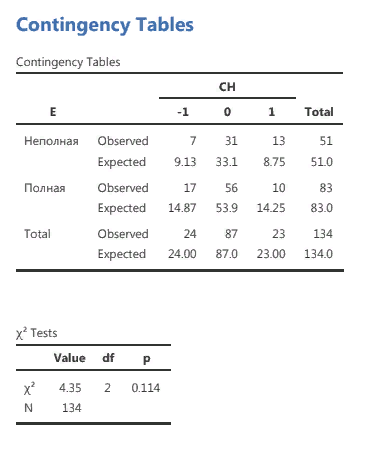 Contingency Tables
Contingency Tables
CH
E -1 0 1 Total
Неполная Observed 7 31 13 51
Expected 9.13 33.1 8.75 51.0
Полная Observed 17 56 10 83
Expected 14.87 53.9 14.25 83.0
Total Observed 24 87 23 134
Expected 24.00 87.0 23.00 134.0
χ² Tests
Value df p
χ² 4.35 2 0.114
N 134